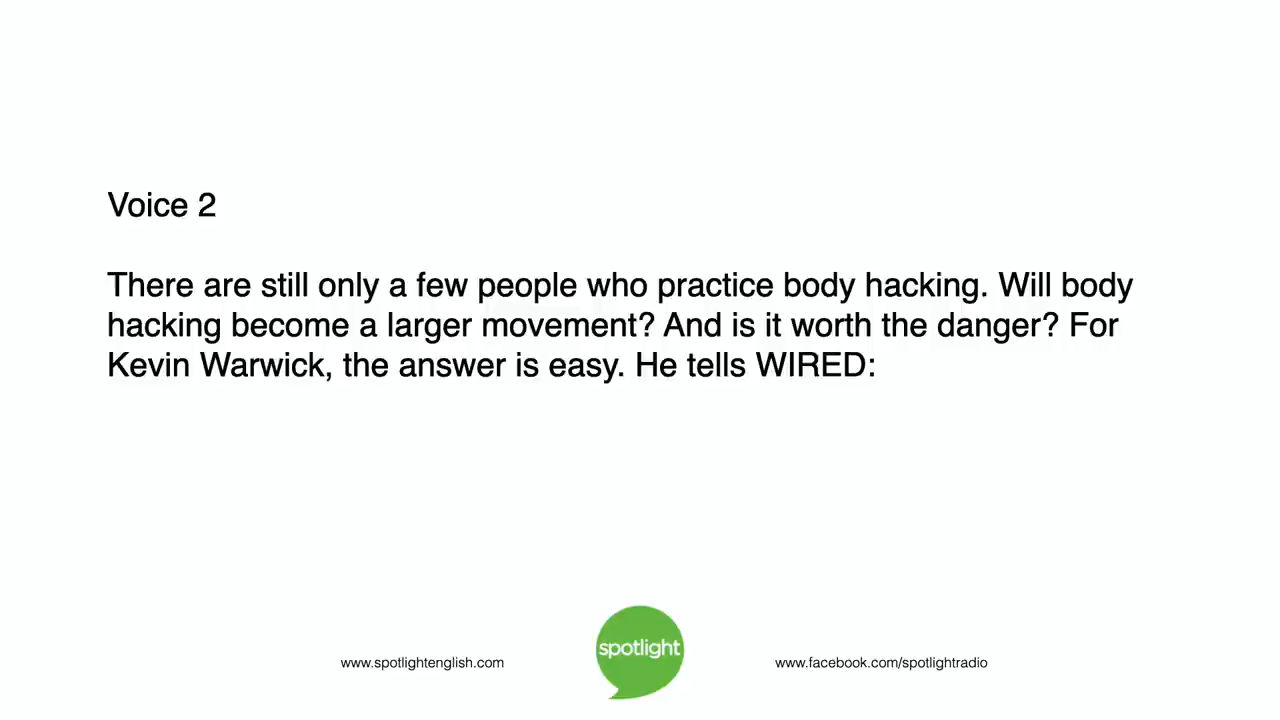 Voice 2
There are still only a few people who practice body hacking. Will body
hacking become a larger movement? And is it worth the danger? For
Kevin Warwick, the answer is easy. He tells WIRED:
spotlight
www.spotlightenglish.com
www.facebook.com/spotlightradio